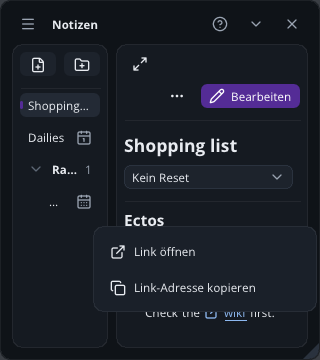 Notizen
Shopping...
Dailies
Ra... 1
...
Bearbeiten
Shopping list
Kein Reset
Ectos
Link öffnen
Link-Adresse kopieren
Check the wiki first.